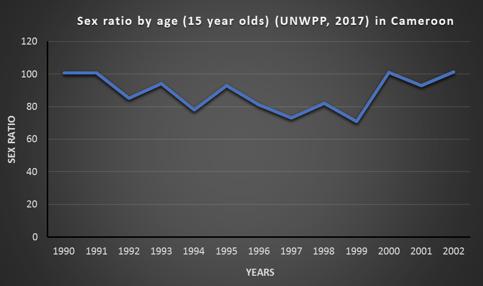 Sex ratio by age (15 year olds) (UNWPP, 2017) in Cameroon
120
100
80
60
40
20
0
SEX RATIO
1990 1991 1992 1993 1994 1995 1996 1997 1998 1999 2000 2001 2002
YEARS